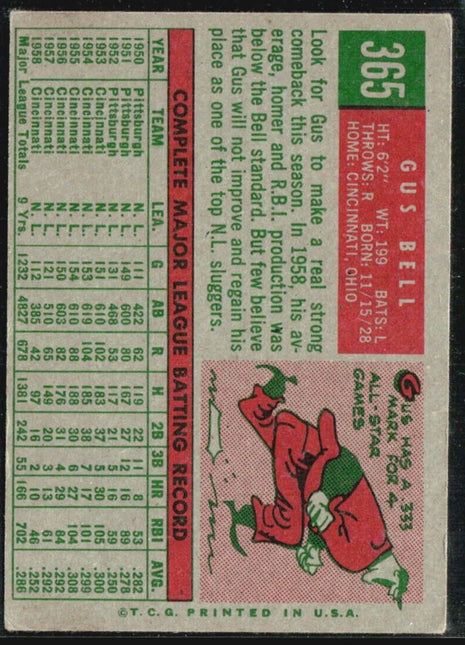 365
GUS BELL
HT: 6'2" WT: 199 BATS: L
THROWS: R BORN: 11/15/28
HOME: CINCINNATI, OHIO
Look for Gus to make a real strong
comeback this season. In 1958, his av-
erage, homer and R.B.I. production was
below the Bell standard. But few believe
that Gus will not improve and regain his
place as one of the top N.L. sluggers.
GUS HAS A .333
MARK FOR 4
ALL-STAR
GAMES
COMPLETE MAJOR LEAGUE BATTING RECORD
YEAR TEAM LEA. G AB R H 2B 3B HR RBI AVG.
1950 Pittsburgh N.L. 111 422 62 119 22 11 8 53 .282
1951 Pittsburgh N.L. 149 600 80 167 27 12 16 89 .278
1952 Pittsburgh N.L. 131 468 53 117 21 5 16 59 .250
1953 Cincinnati N.L. 151 610 102 183 37 5 30 105 .300
1954 Cincinnati N.L. 153 619 104 185 38 7 17 101 .299
1955 Cincinnati N.L. 154 610 88 188 30 6 27 104 .308
1956 Cincinnati N.L. 150 603 82 176 31 4 29 84 .292
1957 Cincinnati N.L. 121 510 65 149 20 3 13 61 .292
1958 Cincinnati N.L. 112 385 42 97 16 2 10 46 .252
Major League Totals 9 Yrs. 1232 4827 678 1381 242 55 166 702 .286
©T.C.G. PRINTED IN U.S.A.